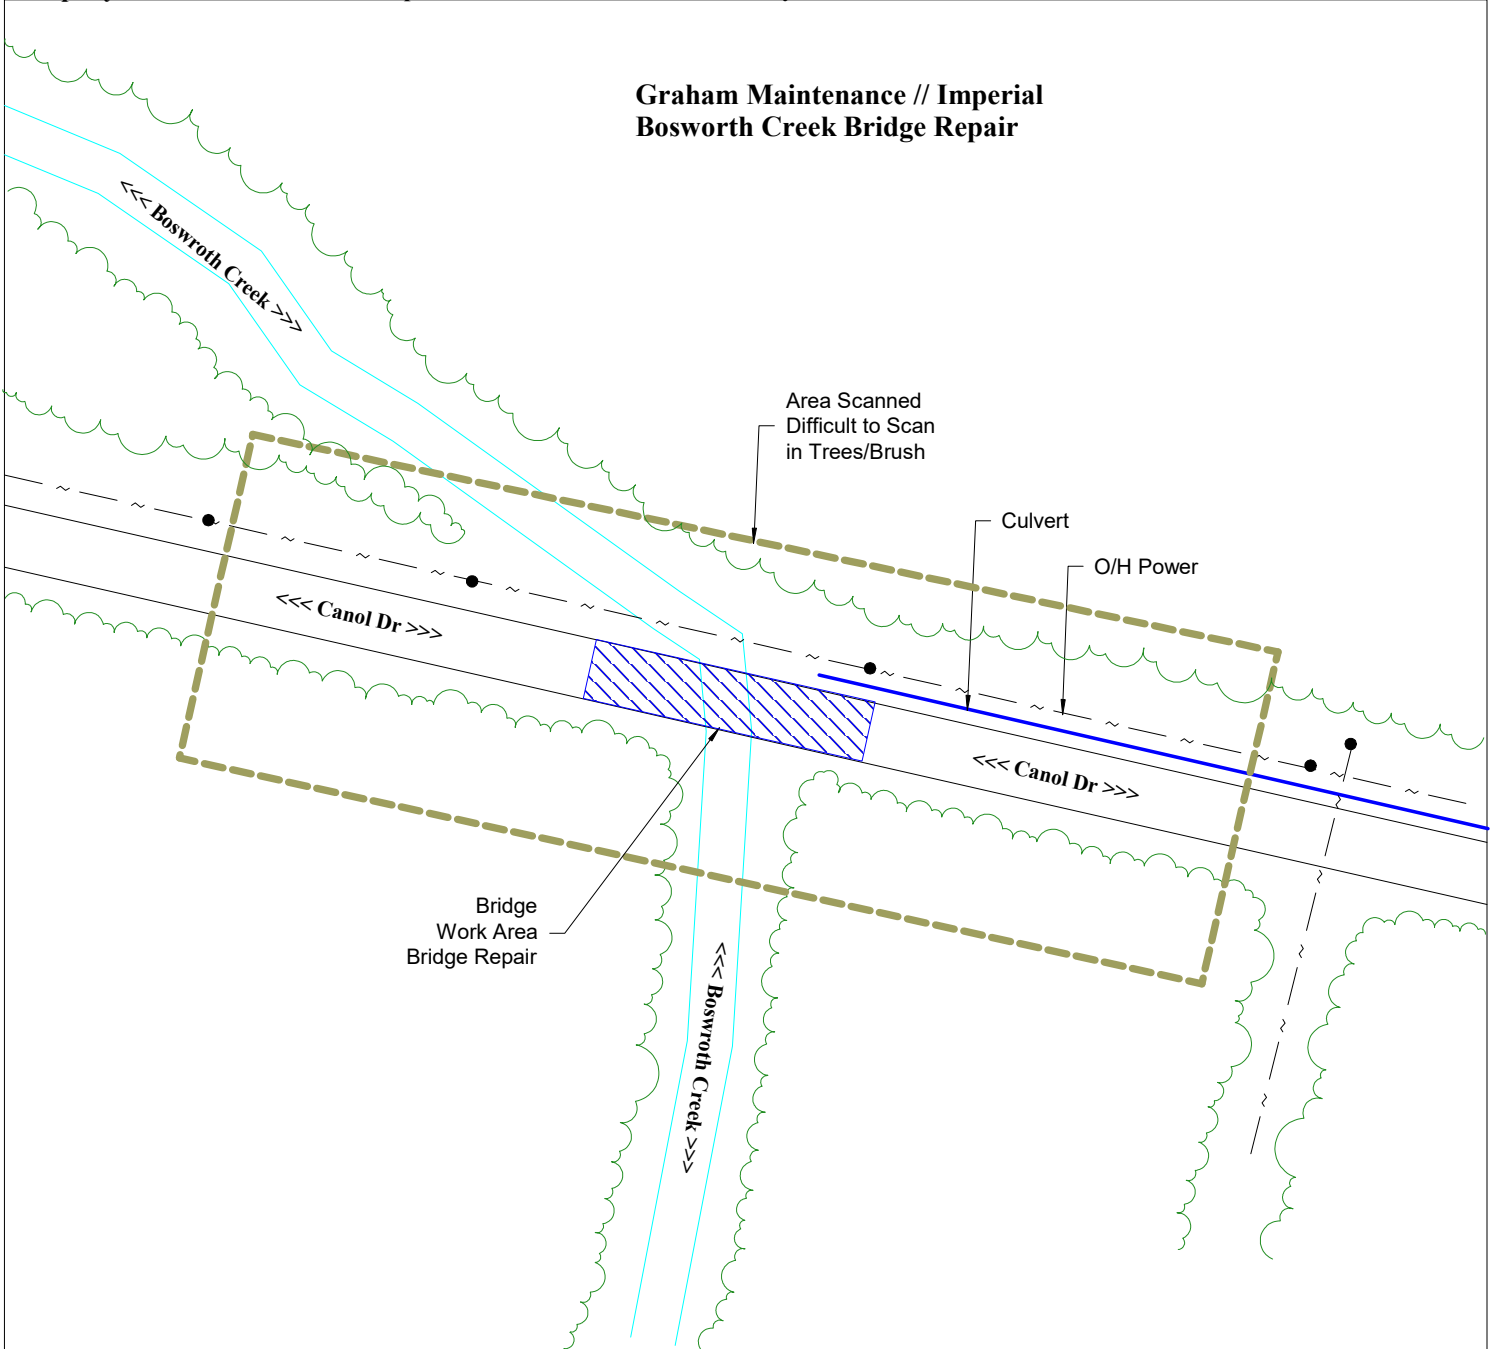 Graham Maintenance // Imperial
Bosworth Creek Bridge Repair
<<< Boswroth Creek >>>
Area Scanned
Difficult to Scan
in Trees/Brush
Culvert
O/H Power
<<< Canol Dr >>>
<<< Canol Dr >>>
Bridge
Work Area
Bridge Repair
<<< Boswroth Creek >>>